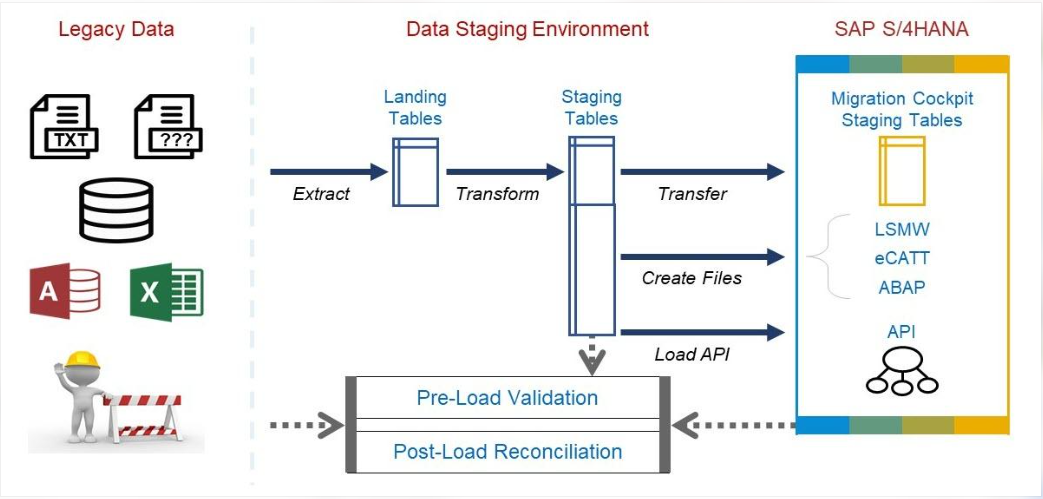 Legacy Data
Data Staging Environment
SAP S/4HANA
TXT
???
A
X
Landing
Tables
Staging
Tables
Extract
Transform
Transfer
Create Files
Load API
Migration Cockpit
Staging Tables
LSMW
eCATT
ABAP
API
Pre-Load Validation
Post-Load Reconciliation